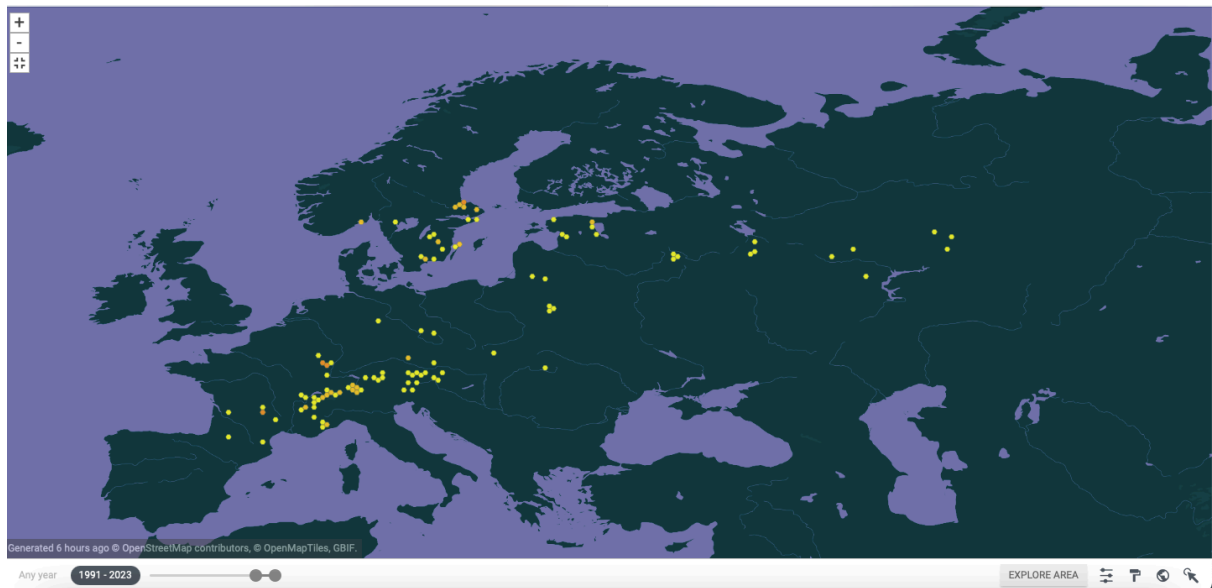 +
-
Generated 6 hours ago © OpenStreetMap contributors, © OpenMapTiles, GBIF.
Any year 1991 - 2023 EXPLORE AREA